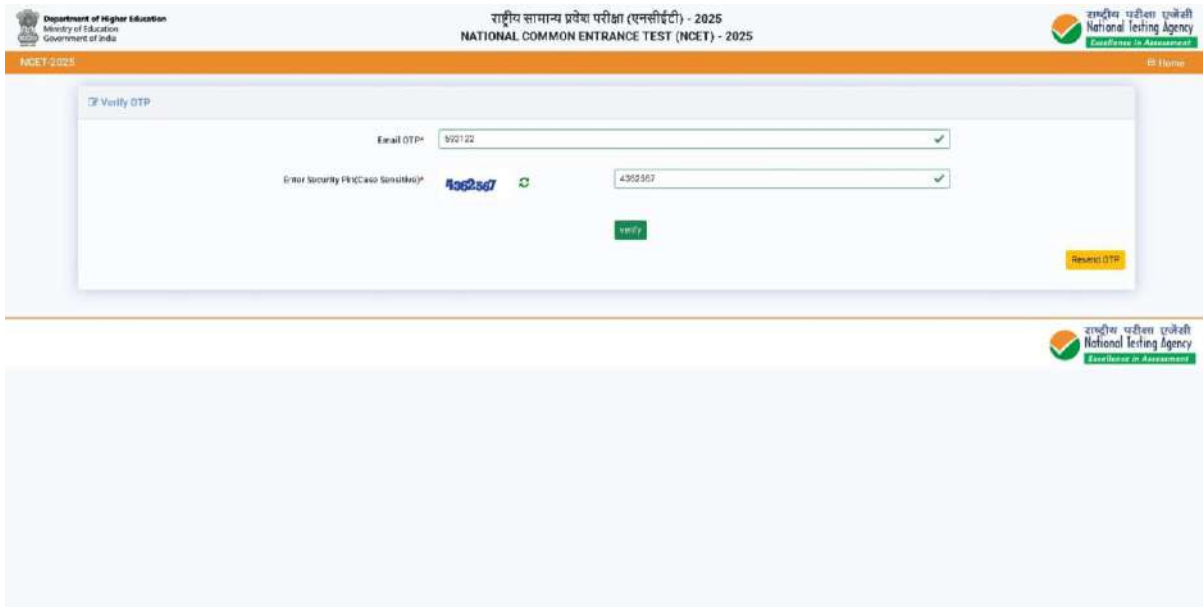 Department of Higher Education
Ministry of Education
Government of India
राष्ट्रीय सामान्य प्रवेश परीक्षा (एनसीईटी) - 2025
NATIONAL COMMON ENTRANCE TEST (NCET) - 2025
राष्ट्रीय परीक्षा एजेंसी
National Testing Agency
Excellence in Assessment
NCET-2025
Home
Verify OTP
Email OTP*
Enter Security Pin(Case Sensitive)*
4362567
4362567
verify
Resend OTP
राष्ट्रीय परीक्षा एजेंसी
National Testing Agency
Excellence in Assessment